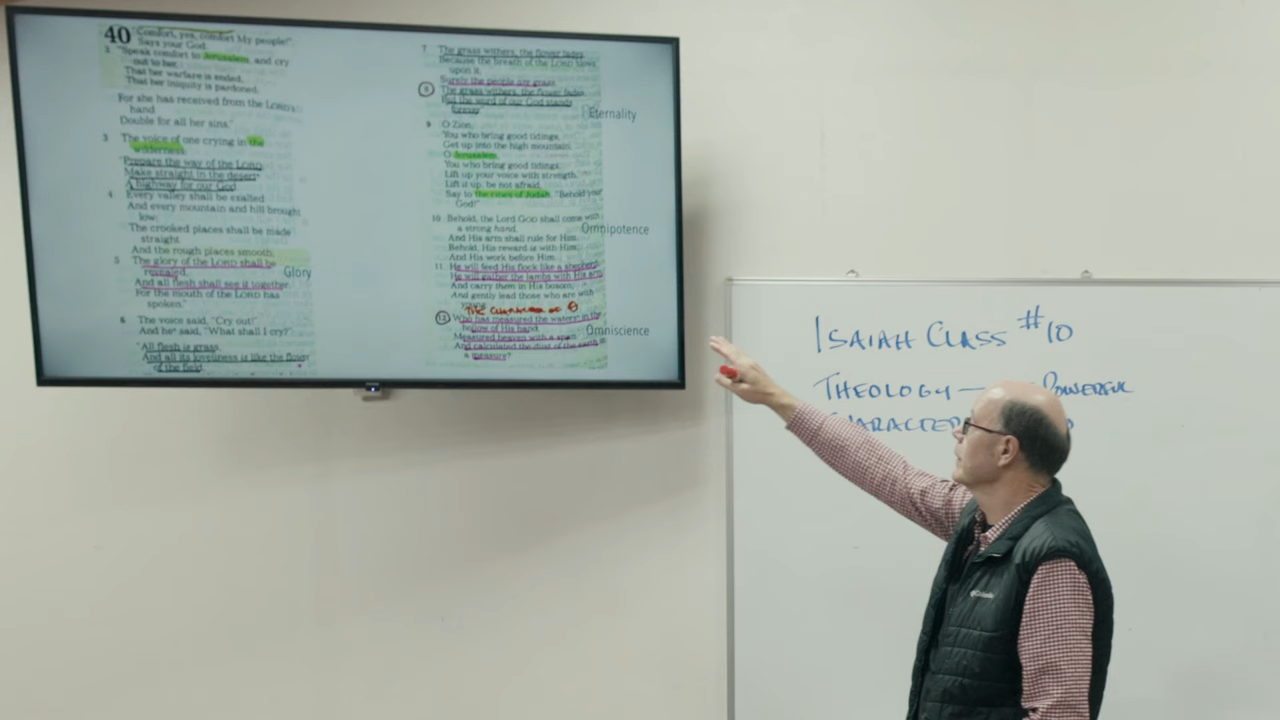 40 "Comfort, yes, comfort My people!"
Says your God.
2 "Speak comfort to Jerusalem, and cry
out to her,
That her warfare is ended,
That her iniquity is pardoned;
For she has received from the LORD's
hand
Double for all her sins."
3 The voice of one crying in the
wilderness:
"Prepare the way of the LORD;
Make straight in the desert
A highway for our God.
4 Every valley shall be exalted
And every mountain and hill brought
low;
The crooked places shall be made
straight
And the rough places smooth;
5 The glory of the LORD shall be
revealed,
Glory
And all flesh shall see it together;
For the mouth of the LORD has
spoken."
6 The voice said, "Cry out!"
And he said, "What shall I cry?"
"All flesh is grass,
And all its loveliness is like the flower
of the field.
7 The grass withers, the flower fades,
Because the breath of the LORD blows
upon it;
Surely the people are grass.
8 The grass withers, the flower fades,
But the word of our God stands
forever."
Eternality
9 O Zion,
You who bring good tidings,
Get up into the high mountain;
O Jerusalem,
You who bring good tidings,
Lift up your voice with strength,
Lift it up, be not afraid;
Say to the cities of Judah, "Behold your
God!"
10 Behold, the Lord GOD shall come with
a strong hand,
Omnipotence
And His arm shall rule for Him;
Behold, His reward is with Him,
And His work before Him.
11 He will feed His flock like a shepherd;
He will gather the lambs with His arm,
And carry them in His bosom,
And gently lead those who are with
young.
12 Who has measured the waters in the
hollow of His hand,
Omniscience
Measured heaven with a span
And calculated the dust of the earth in
a measure?
ISAIAH CLASS #10
THEOLOGY — POWERFUL
Columbia